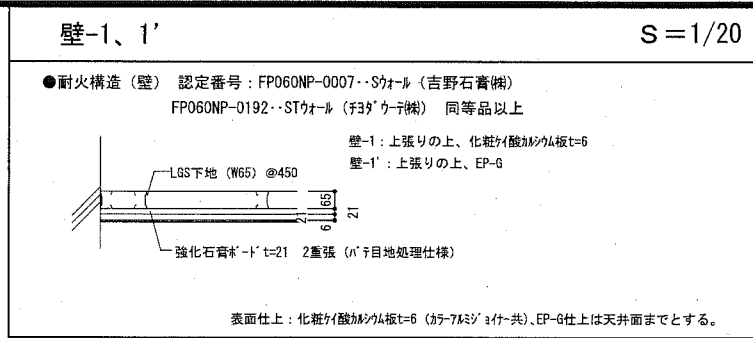 壁-1、1’ S＝1/20
●耐火構造（壁） 認定番号：FP060NP-0007‥Sｳｫｰﾙ（吉野石膏㈱）
FP060NP-0192‥STｳｫｰﾙ（ﾁﾖﾀﾞｳｰﾃ㈱） 同等品以上
壁-1：上張りの上、化粧ｹｲ酸ｶﾙｼｳﾑ板t=6
壁-1'：上張りの上、EP-G
LGS下地（W65）@450
65
21
21
6
強化石膏ﾎﾞｰﾄﾞt=21 2重張（ﾊﾟﾃ目地処理仕様）
表面仕上：化粧ｹｲ酸ｶﾙｼｳﾑ板t=6（ｶﾗｰｱﾙﾐｼﾞｮｲﾅｰ共）、EP-G仕上は天井面までとする。